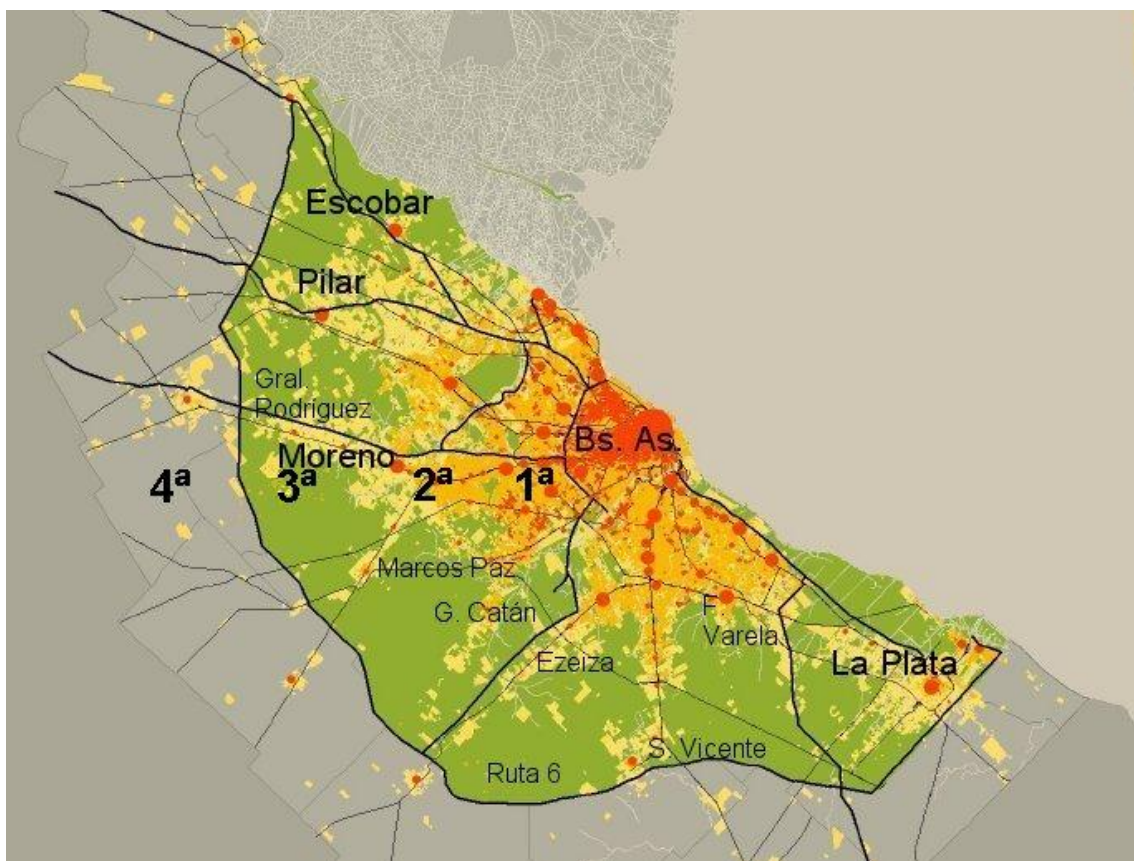 Escobar
Pilar
Gral.
Rodríguez
Bs. As.
Moreno
4ª
3ª
2ª
1ª
Marcos Paz
G. Catán
F.
Varela
Ezeiza
La Plata
S. Vicente
Ruta 6